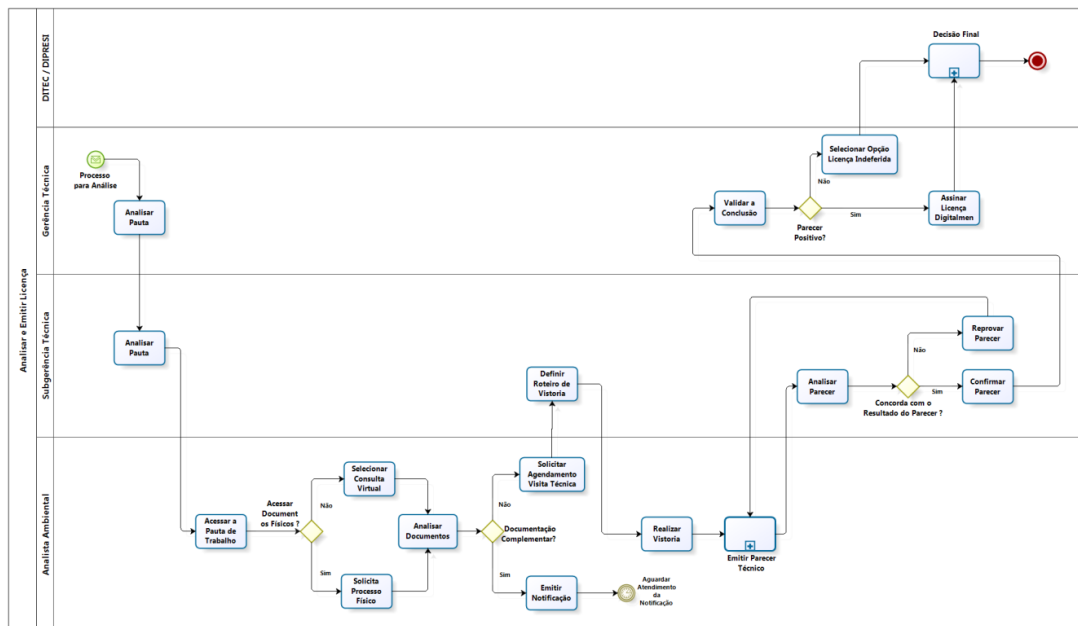 Analisar e Emitir Licença
DITEC / DIPRESI
Decisão Final
Gerência Técnica
Processo
para Análise
Analisar
Pauta
Validar a
Conclusão
Parecer
Positivo?
Não
Selecionar Opção
Licença Indeferida
Sim
Assinar
Licença
Digitalmen
Subgerência Técnica
Analisar
Pauta
Definir
Roteiro de
Vistoria
Analisar
Parecer
Concorda com o
Resultado do Parecer ?
Não
Reprovar
Parecer
Sim
Confirmar
Parecer
Analista Ambiental
Acessar a
Pauta de
Trabalho
Acessar
Document
os Físicos ?
Não
Selecionar
Consulta
Virtual
Sim
Solicita
Processo
Físico
Analisar
Documentos
Documentação
Complementar?
Não
Solicitar
Agendamento
Visita Técnica
Sim
Emitir
Notificação
Aguardar
Atendimento
da
Notificação
Realizar
Vistoria
Emitir Parecer
Técnico